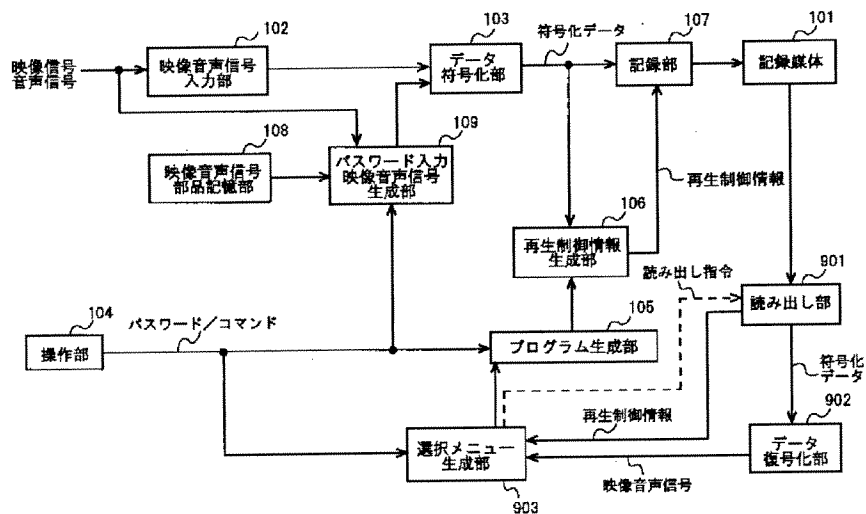 102
103
符号化データ
107
101
映像信号
音声信号
映像音声信号
入力部
データ
符号化部
記録部
記録媒体
108
109
映像音声信号
部品記憶部
パスワード入力
映像音声信号
生成部
再生制御情報
106
再生制御情報
生成部
読み出し指令
901
読み出し部
104
パスワード/コマンド
105
操作部
プログラム生成部
符号化
データ
902
再生制御情報
選択メニュー
生成部
データ
復号化部
映像音声信号
903